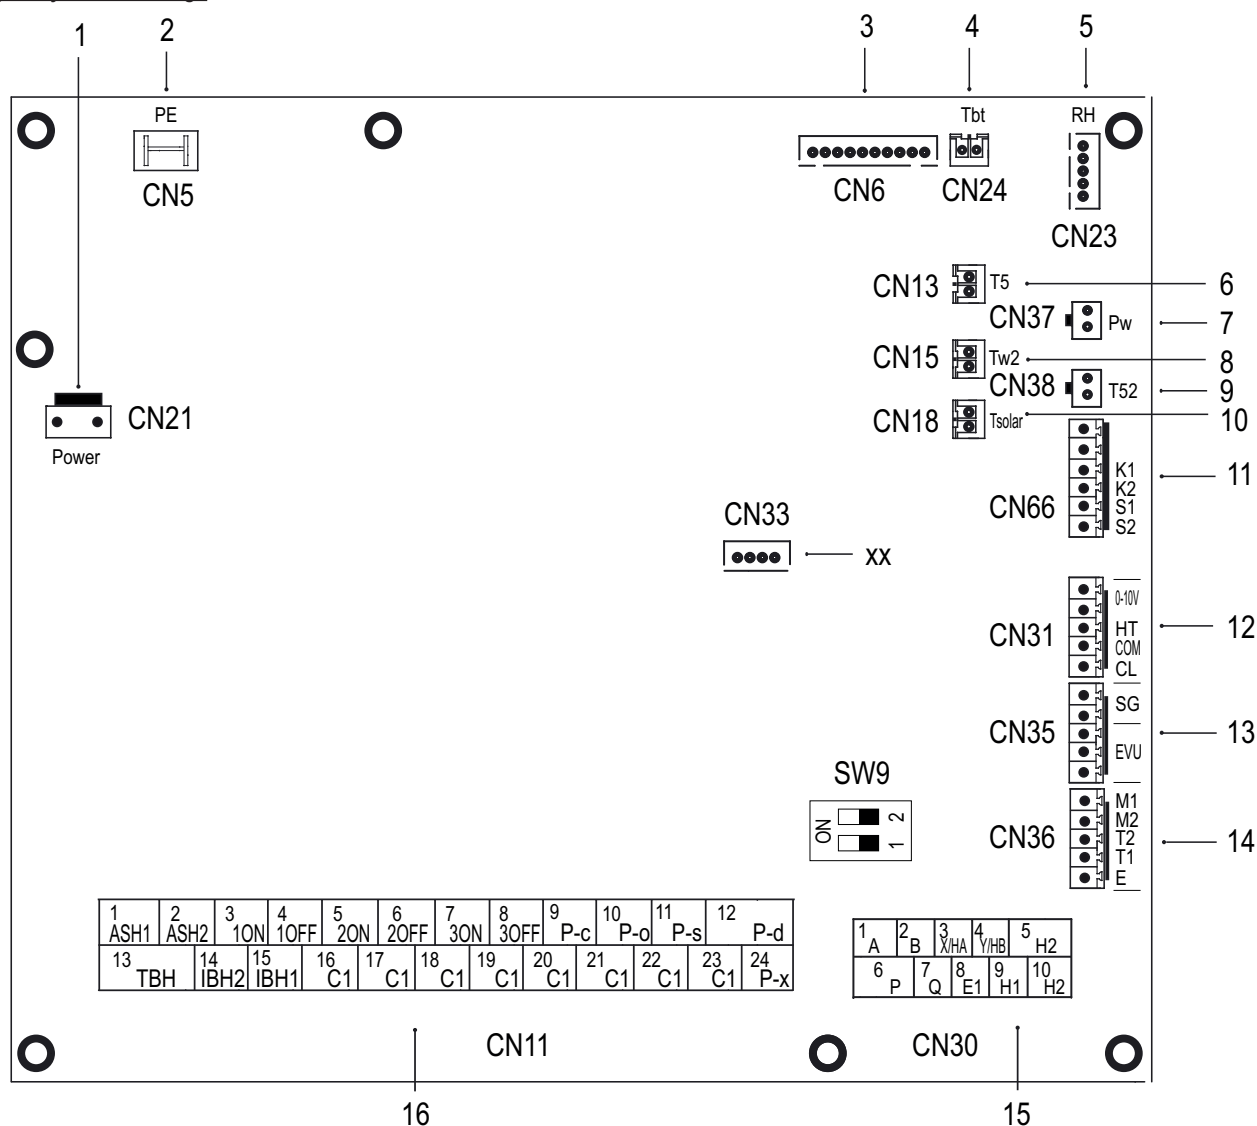 1 2 3 4 5
PE Tbt RH
CN5 CN6 CN24
CN23
CN13 T5 6
CN37 Pw 7
CN15 Tw2 8
CN38 T52 9
CN21 CN18 Tsolar 10
Power
K1 11
K2
CN66 S1
S2
CN33
xx
0-10V
CN31 HT 12
COM
CL
SG
CN35 13
EVU
SW9
ON 2 1
M1
M2
CN36 T2 14
T1
E
1 ASH1 2 ASH2 3 1ON 4 1OFF 5 2ON 6 2OFF 7 3ON 8 3OFF 9 P-c 10 P-o 11 P-s 12 P-d
13 TBH 14 IBH2 15 IBH1 16 C1 17 C1 18 C1 19 C1 20 C1 21 C1 22 C1 23 C1 24 P-x
1 A 2 B 3 X/HA 4 Y/HB 5 H2
6 P 7 Q 8 E1 9 H1 10 H2
CN11 CN30
16 15